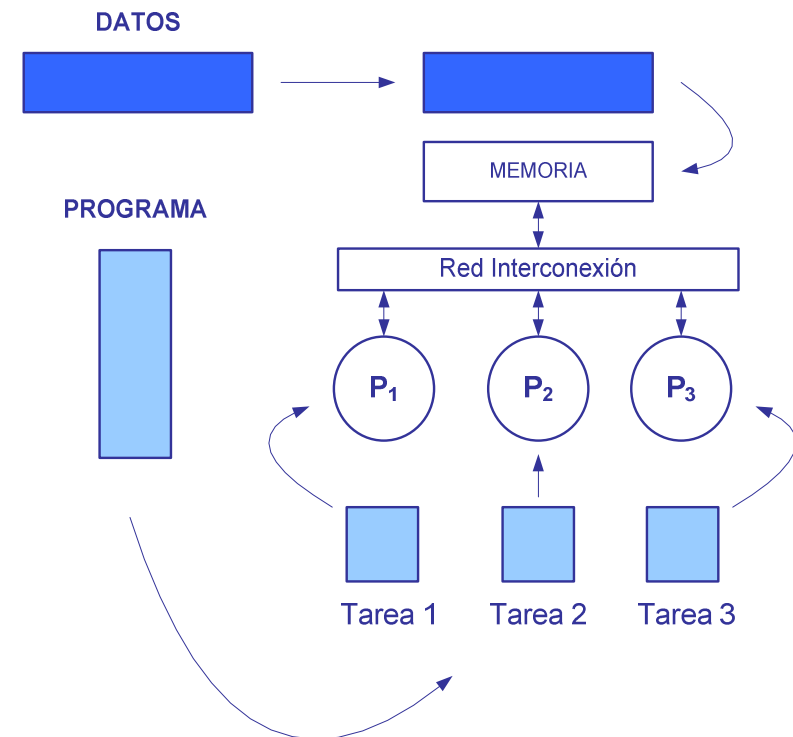 DATOS
MEMORIA
PROGRAMA
Red Interconexión
P₁
P₂
P₃
Tarea 1
Tarea 2
Tarea 3